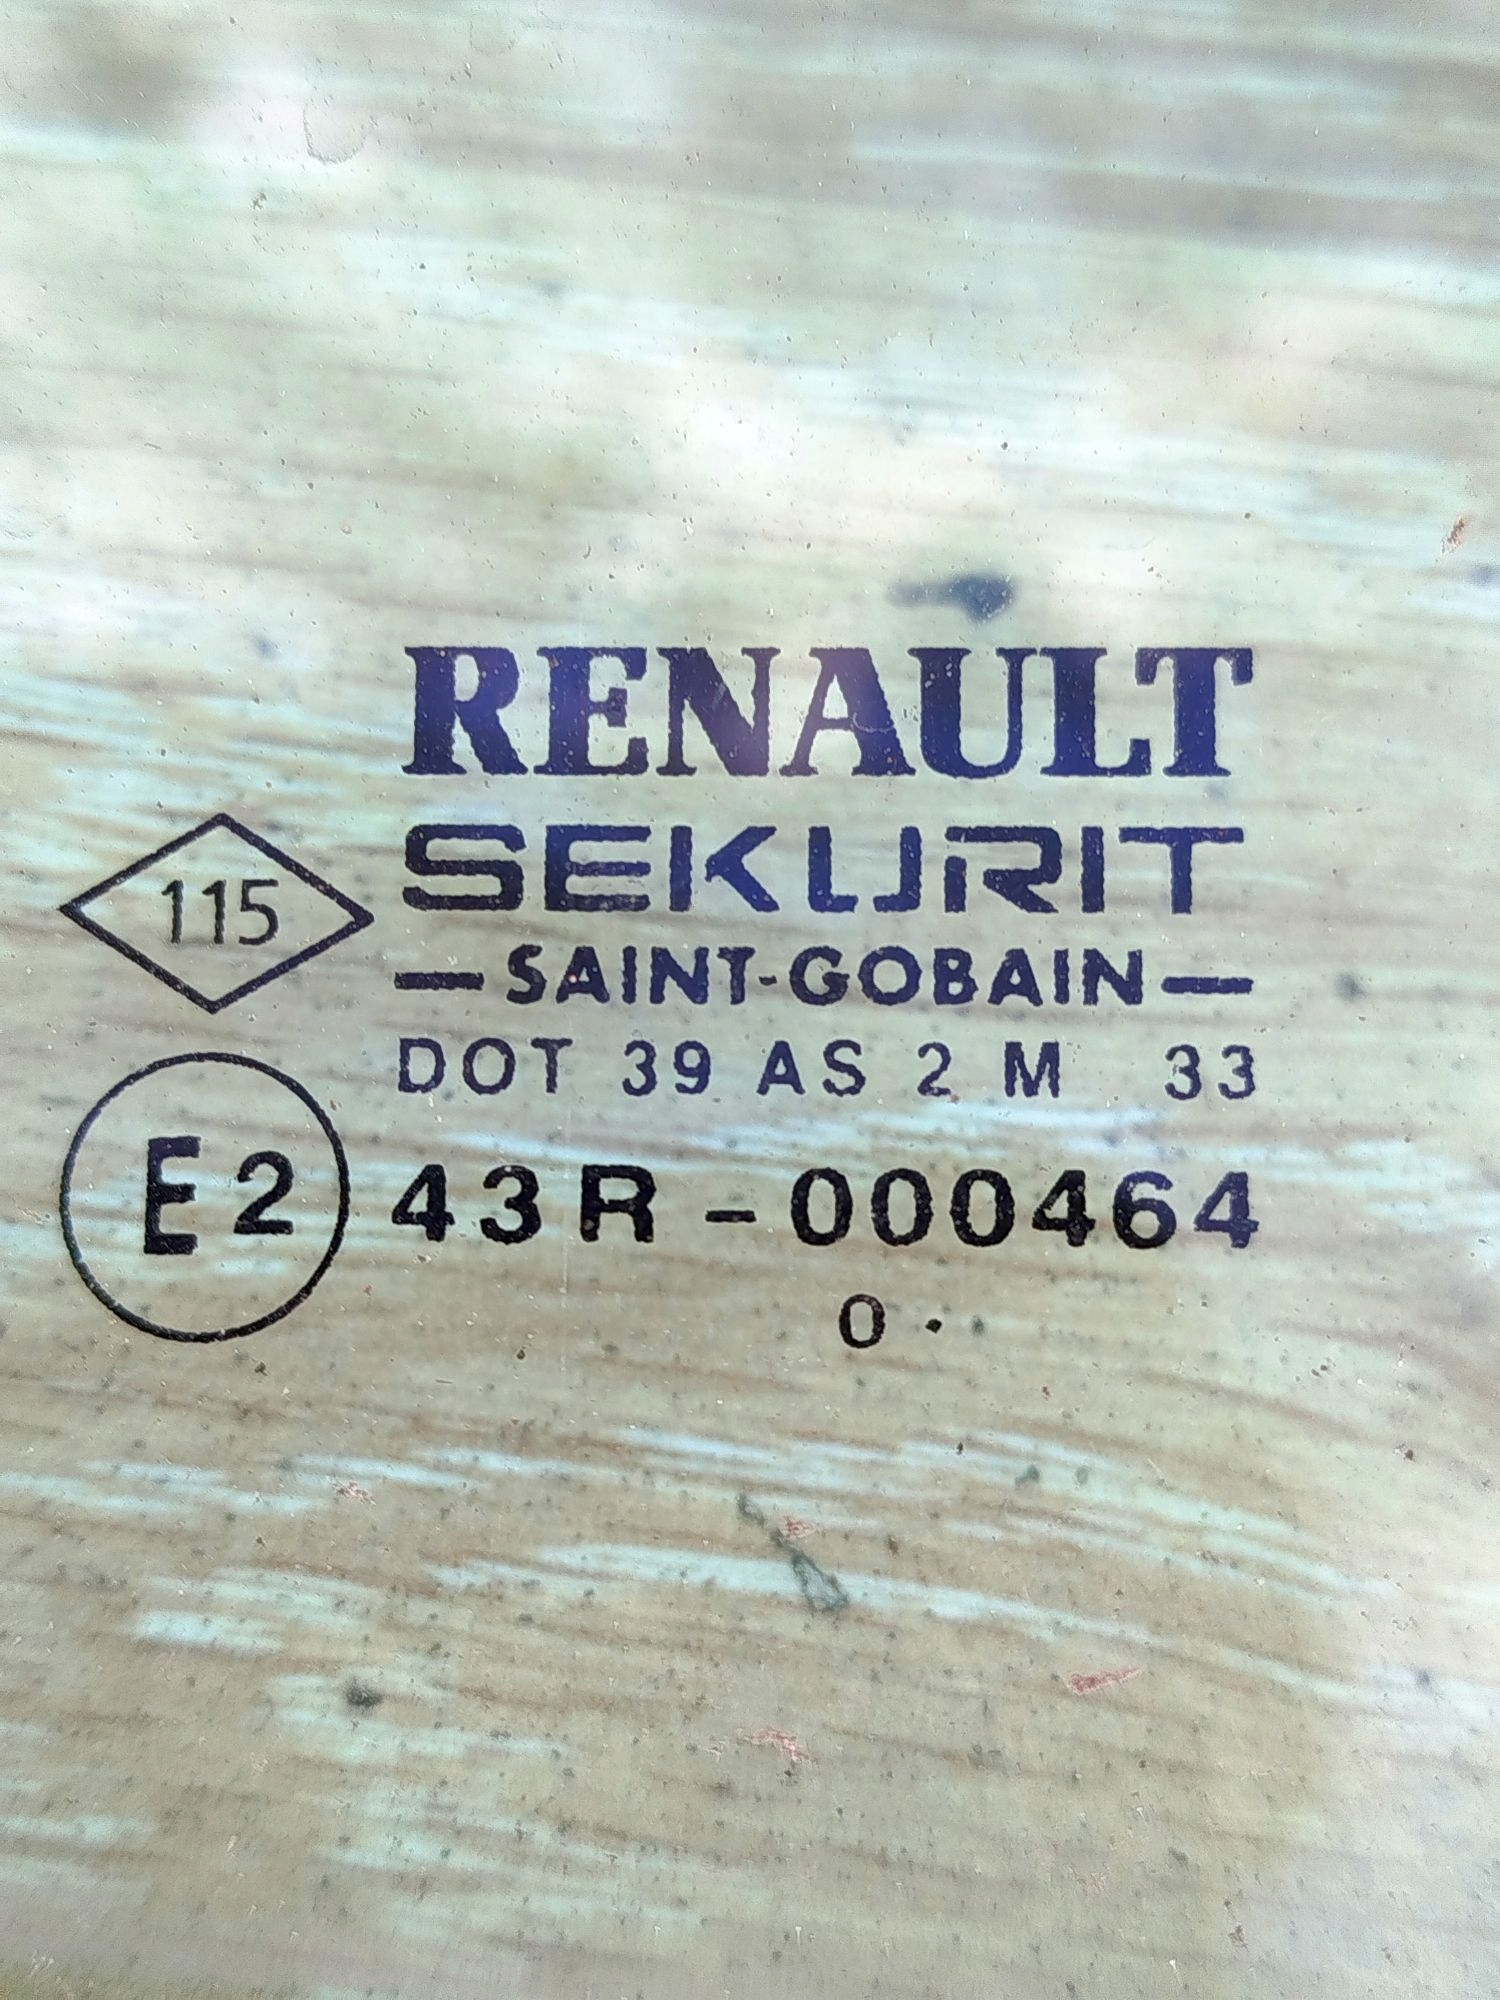 RENAULT
SEKURIT
115
—SAINT-GOBAIN—
DOT 39 AS 2 M 33
E2 43R -000464
0 .